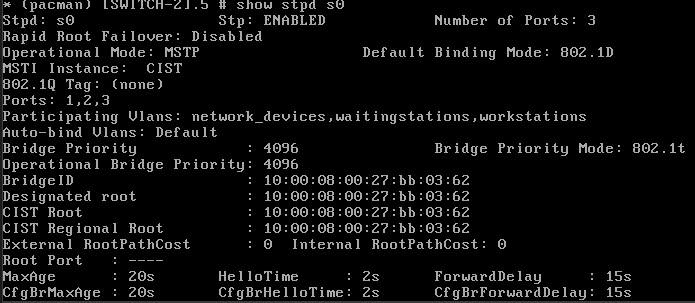 * (pacman) [SWITCH-2].5 # show stpd s0
Stpd: s0 Stp: ENABLED Number of Ports: 3
Rapid Root Failover: Disabled
Operational Mode: MSTP Default Binding Mode: 802.1D
MSTI Instance: CIST
802.1Q Tag: (none)
Ports: 1,2,3
Participating Vlans: network_devices,waitingstations,workstations
Auto-bind Vlans: Default
Bridge Priority : 4096 Bridge Priority Mode: 802.1t
Operational Bridge Priority: 4096
BridgeID : 10:00:08:00:27:bb:03:62
Designated root : 10:00:08:00:27:bb:03:62
CIST Root : 10:00:08:00:27:bb:03:62
CIST Regional Root : 10:00:08:00:27:bb:03:62
External RootPathCost : 0 Internal RootPathCost: 0
Root Port : ----
MaxAge : 20s HelloTime : 2s ForwardDelay : 15s
CfgBrMaxAge : 20s CfgBrHelloTime: 2s CfgBrForwardDelay: 15s